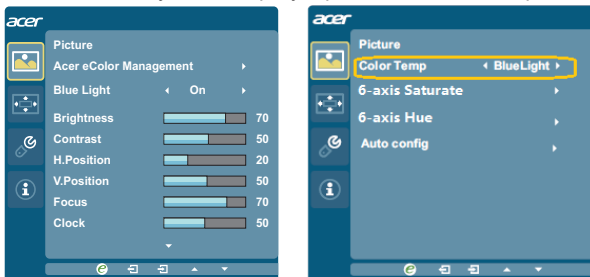 acer
Picture
Acer eColor Management
Blue Light On
Brightness 70
Contrast 50
H.Position 20
V.Position 50
Focus 70
Clock 50
e
acer
Picture
Color Temp BlueLight
6-axis Saturate
6-axis Hue
Auto config
e